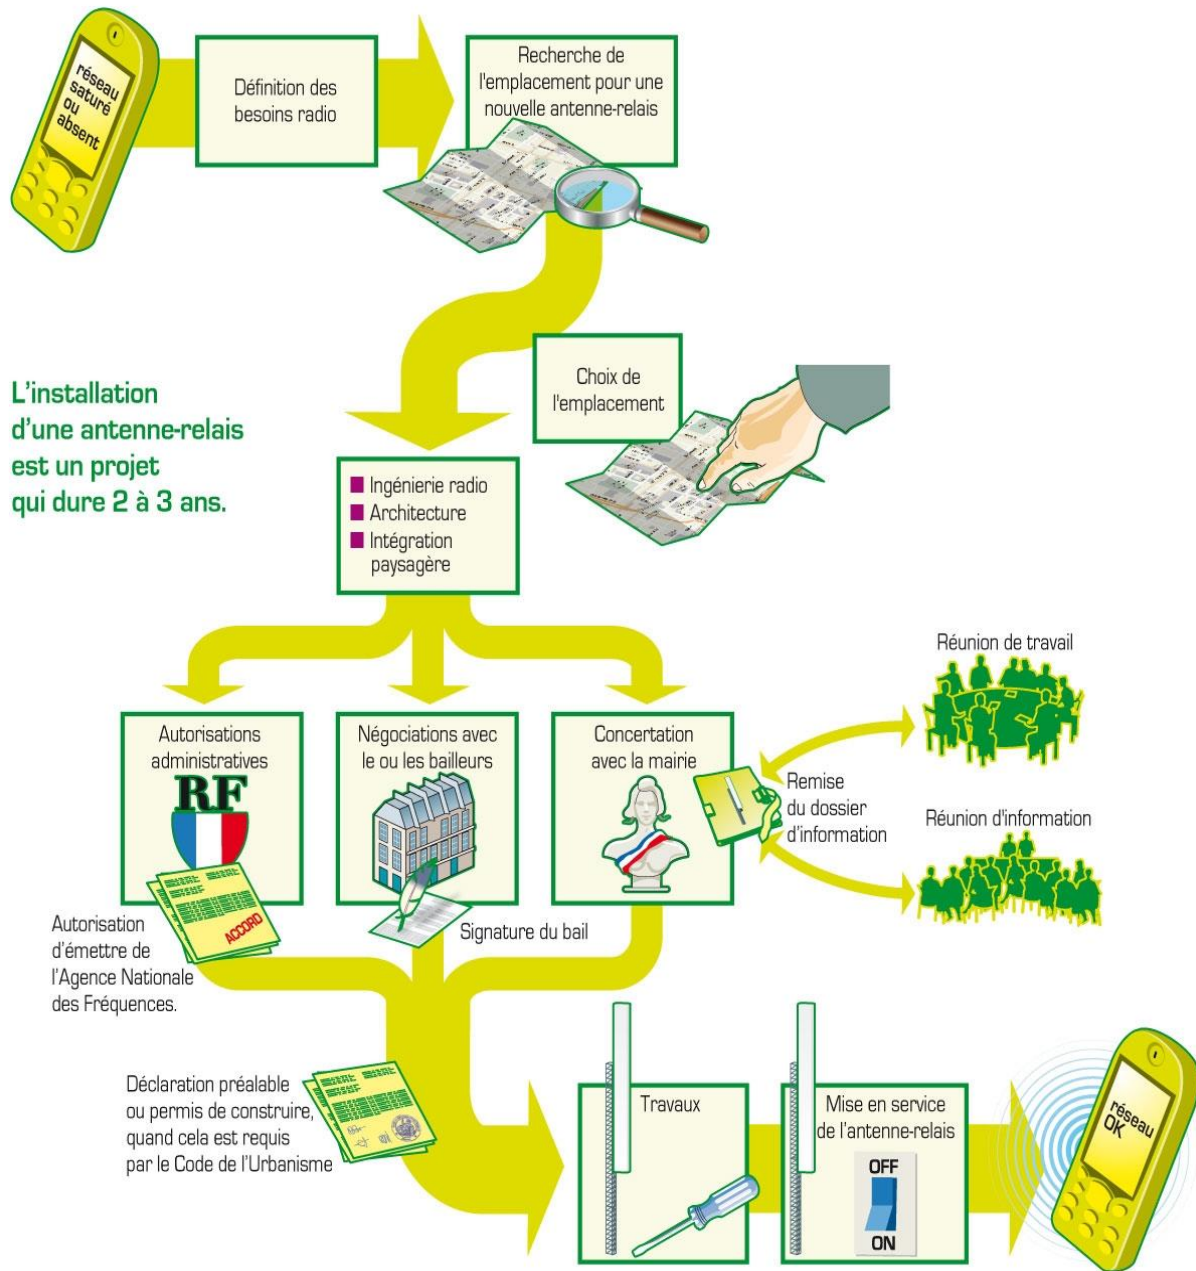 réseau
saturé
ou
absent
Définition des
besoins radio
Recherche de
l'emplacement pour une
nouvelle antenne-relais
Choix de
l'emplacement
L'installation
d'une antenne-relais
est un projet
qui dure 2 à 3 ans.
Ingénierie radio
Architecture
Intégration
paysagère
Autorisations
administratives
RF
ACCORD
Autorisation
d'émettre de
l'Agence Nationale
des Fréquences.
Négociations avec
le ou les bailleurs
Signature du bail
Concertation
avec la mairie
Remise
du dossier
d'information
Réunion de travail
Réunion d'information
Déclaration préalable
ou permis de construire,
quand cela est requis
par le Code de l'Urbanisme
Travaux
Mise en service
de l'antenne-relais
OFF
ON
réseau
OK